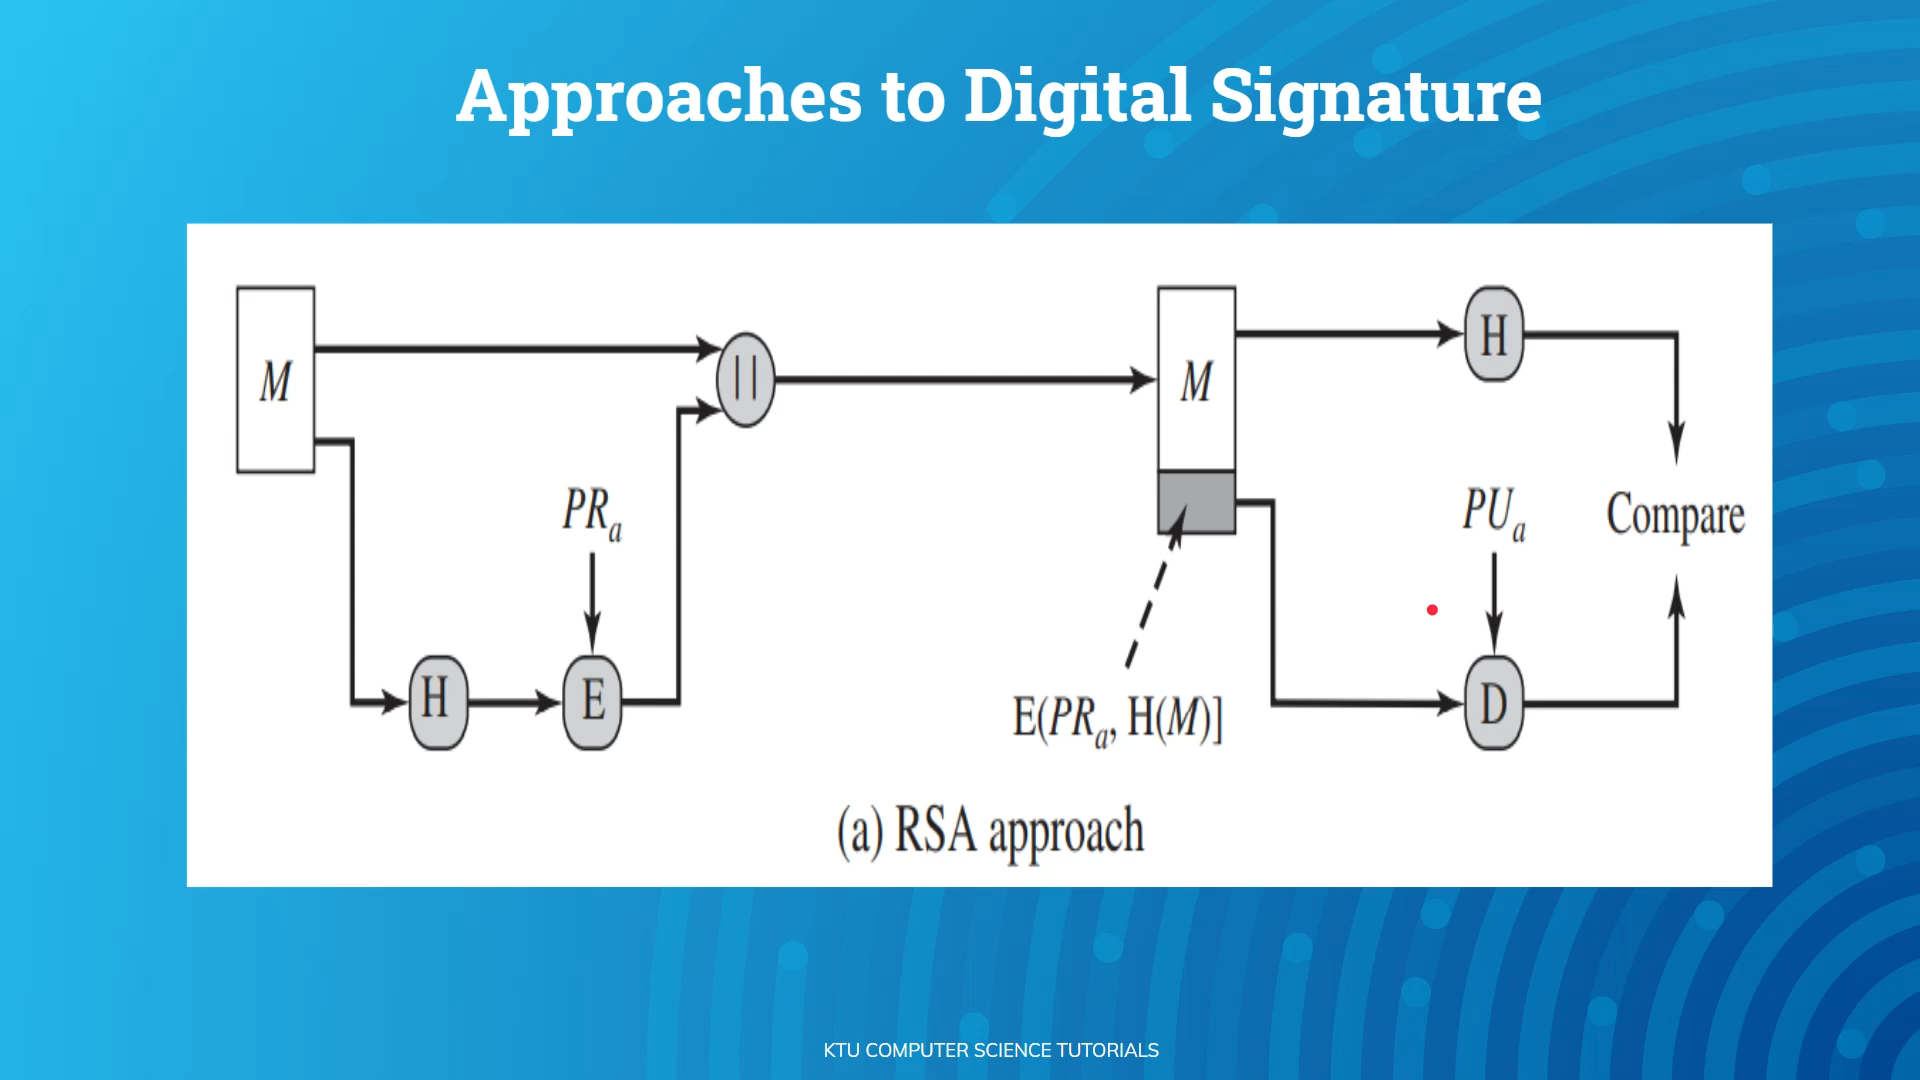 Approaches to Digital Signature
M
||
M
H
PRa
PUa
Compare
H
E
E(PRa, H(M)]
D
(a) RSA approach
KTU COMPUTER SCIENCE TUTORIALS